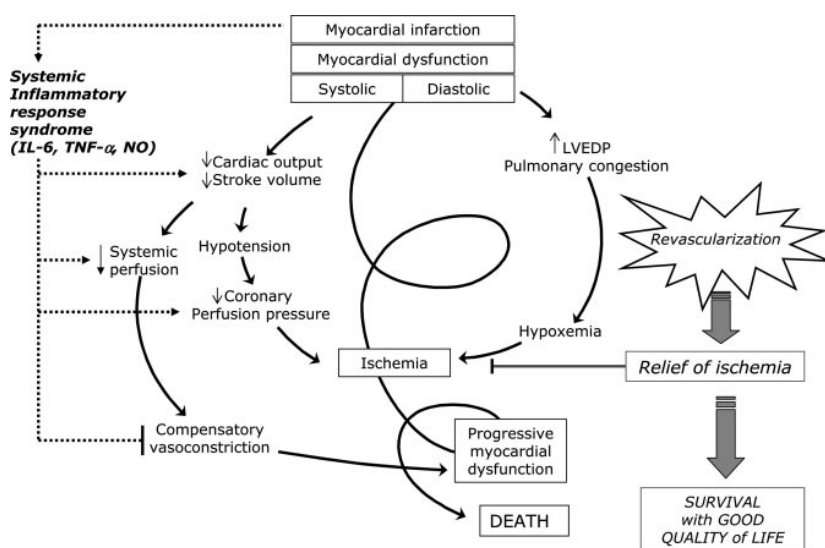 Myocardial infarction
Myocardial dysfunction
Systolic
Diastolic
Systemic
Inflammatory
response
syndrome
(IL-6, TNF-α, NO)
↓Cardiac output
↓Stroke volume
↑LVEDP
Pulmonary congestion
Revascularization
↓ Systemic
perfusion
Hypotension
↓Coronary
Perfusion pressure
Hypoxemia
Ischemia
Relief of ischemia
Compensatory
vasoconstriction
Progressive
myocardial
dysfunction
DEATH
SURVIVAL
with GOOD
QUALITY of LIFE